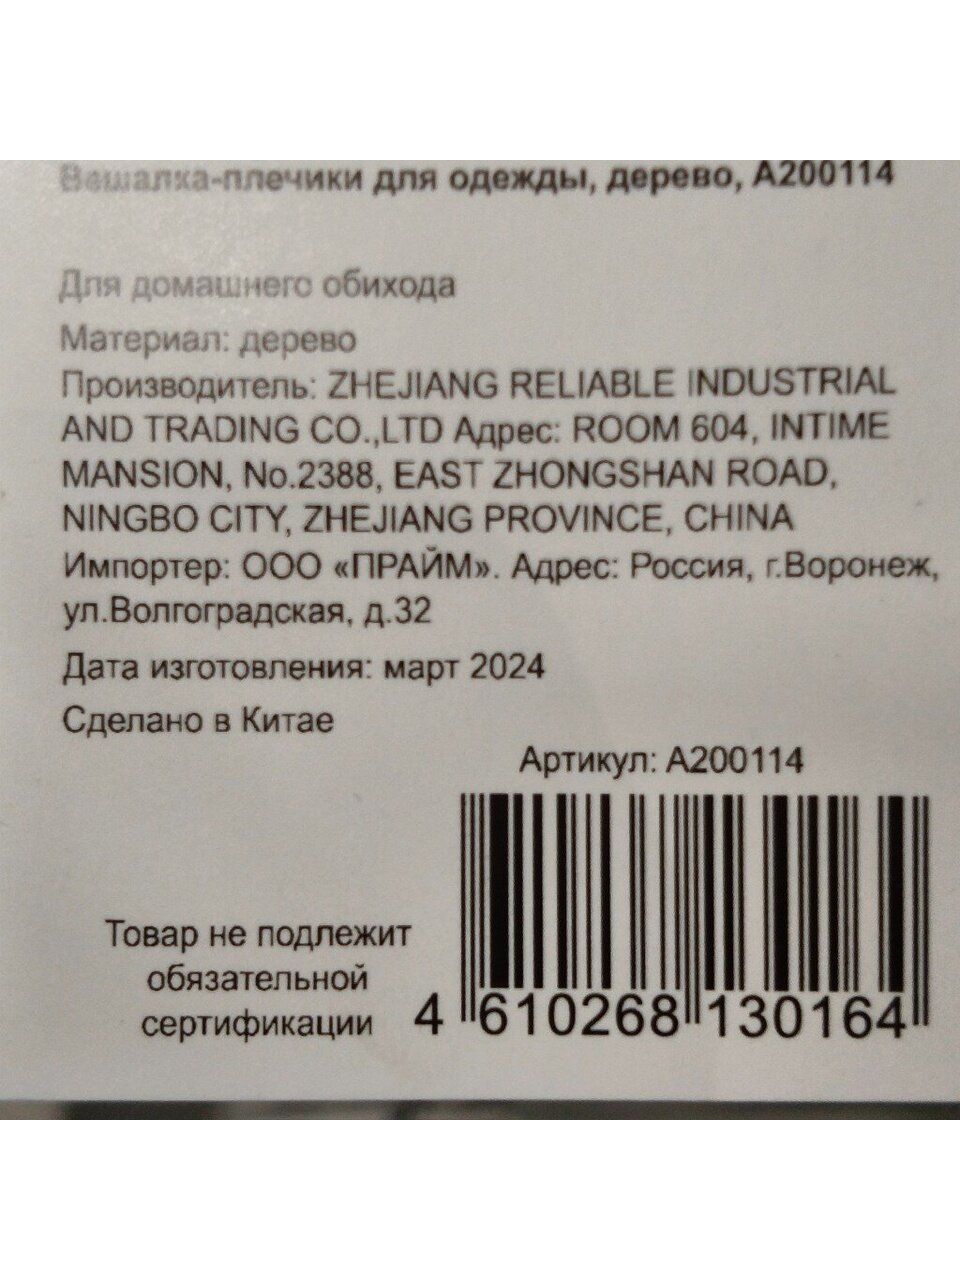 Вешалка-плечики для одежды, дерево, А200114
Для домашнего обихода
Материал: дерево
Производитель: ZHEJIANG RELIABLE INDUSTRIAL
AND TRADING CO.,LTD Адрес: ROOM 604, INTIME
MANSION, No.2388, EAST ZHONGSHAN ROAD,
NINGBO CITY, ZHEJIANG PROVINCE, CHINA
Импортер: ООО «ПРАЙМ». Адрес: Россия, г.Воронеж,
ул.Волгоградская, д.32
Дата изготовления: март 2024
Сделано в Китае
Артикул: А200114
Товар не подлежит
обязательной
сертификации
4 610268 130164